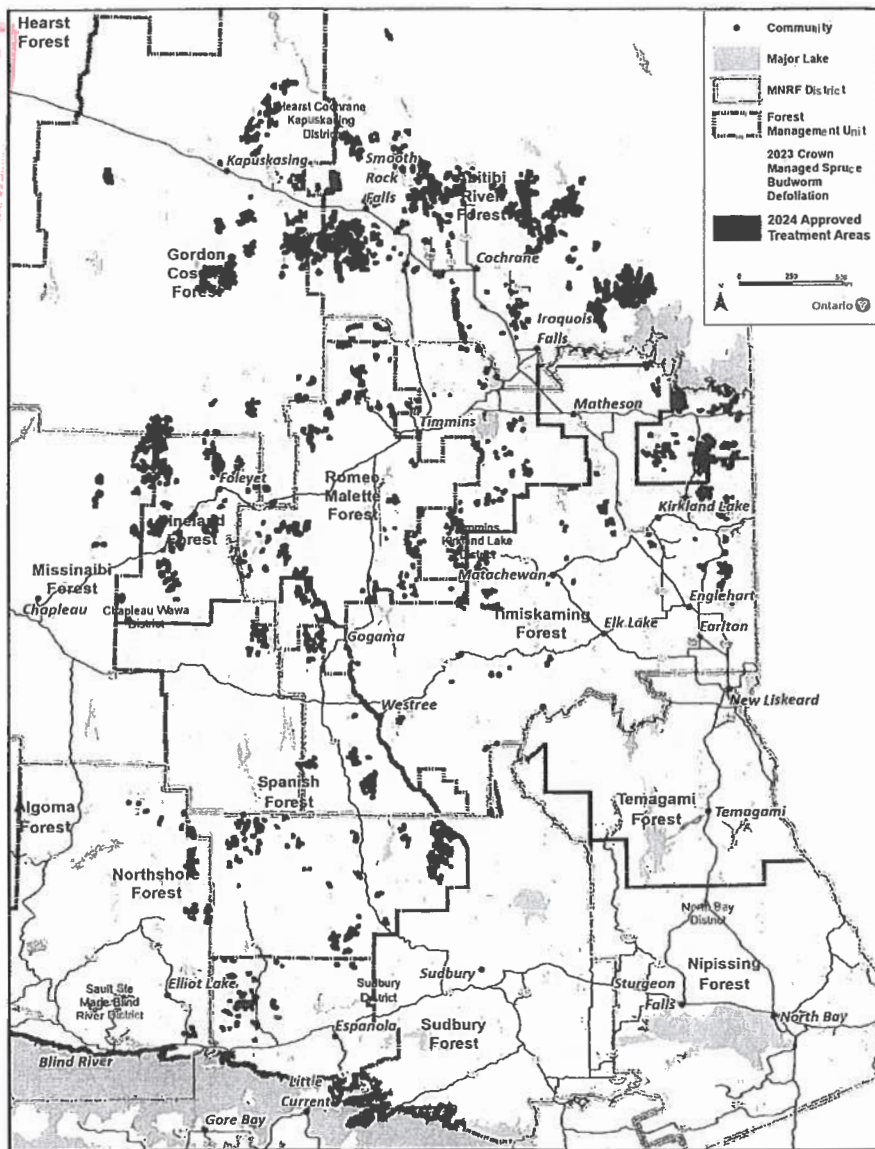 Hearst
Forest
Community
Major Lake
MNRF District
Forest
Management Unit
2023 Crown
Managed Spruce
Budworm
Defoliation
2024 Approved
Treatment Areas
0 250 500
N
Ontario
Hearst Cochrane
Kapuskasing
District
Kapuskasing
Smooth
Rock
Falls
Abitibi
River
Forest
Gordon
Forest
Cochrane
Iroquois
Falls
Matheson
Timmins
Foleyet
Romeo
Malette
Forest
Kirkland Lake
Pineland
Forest
Timmins
Kirkland Lake
District
Missinaibi
Forest
Matachewan
Chapleau
Chapleau Wawa
District
Englehart
Timiskaming
Forest
Elk Lake
Earlton
Gogama
New Liskeard
Westree
Spanish
Forest
Algoma
Forest
Temagami
Forest
Temagami
Northshore
Forest
North Bay
District
Nipissing
Forest
Sudbury
Sturgeon
Falls
Elliot Lake
Sault Ste
Marie Blind
River District
Sudbury
District
North Bay
Espanola
Sudbury
Forest
Blind River
Little
Current
Gore Bay